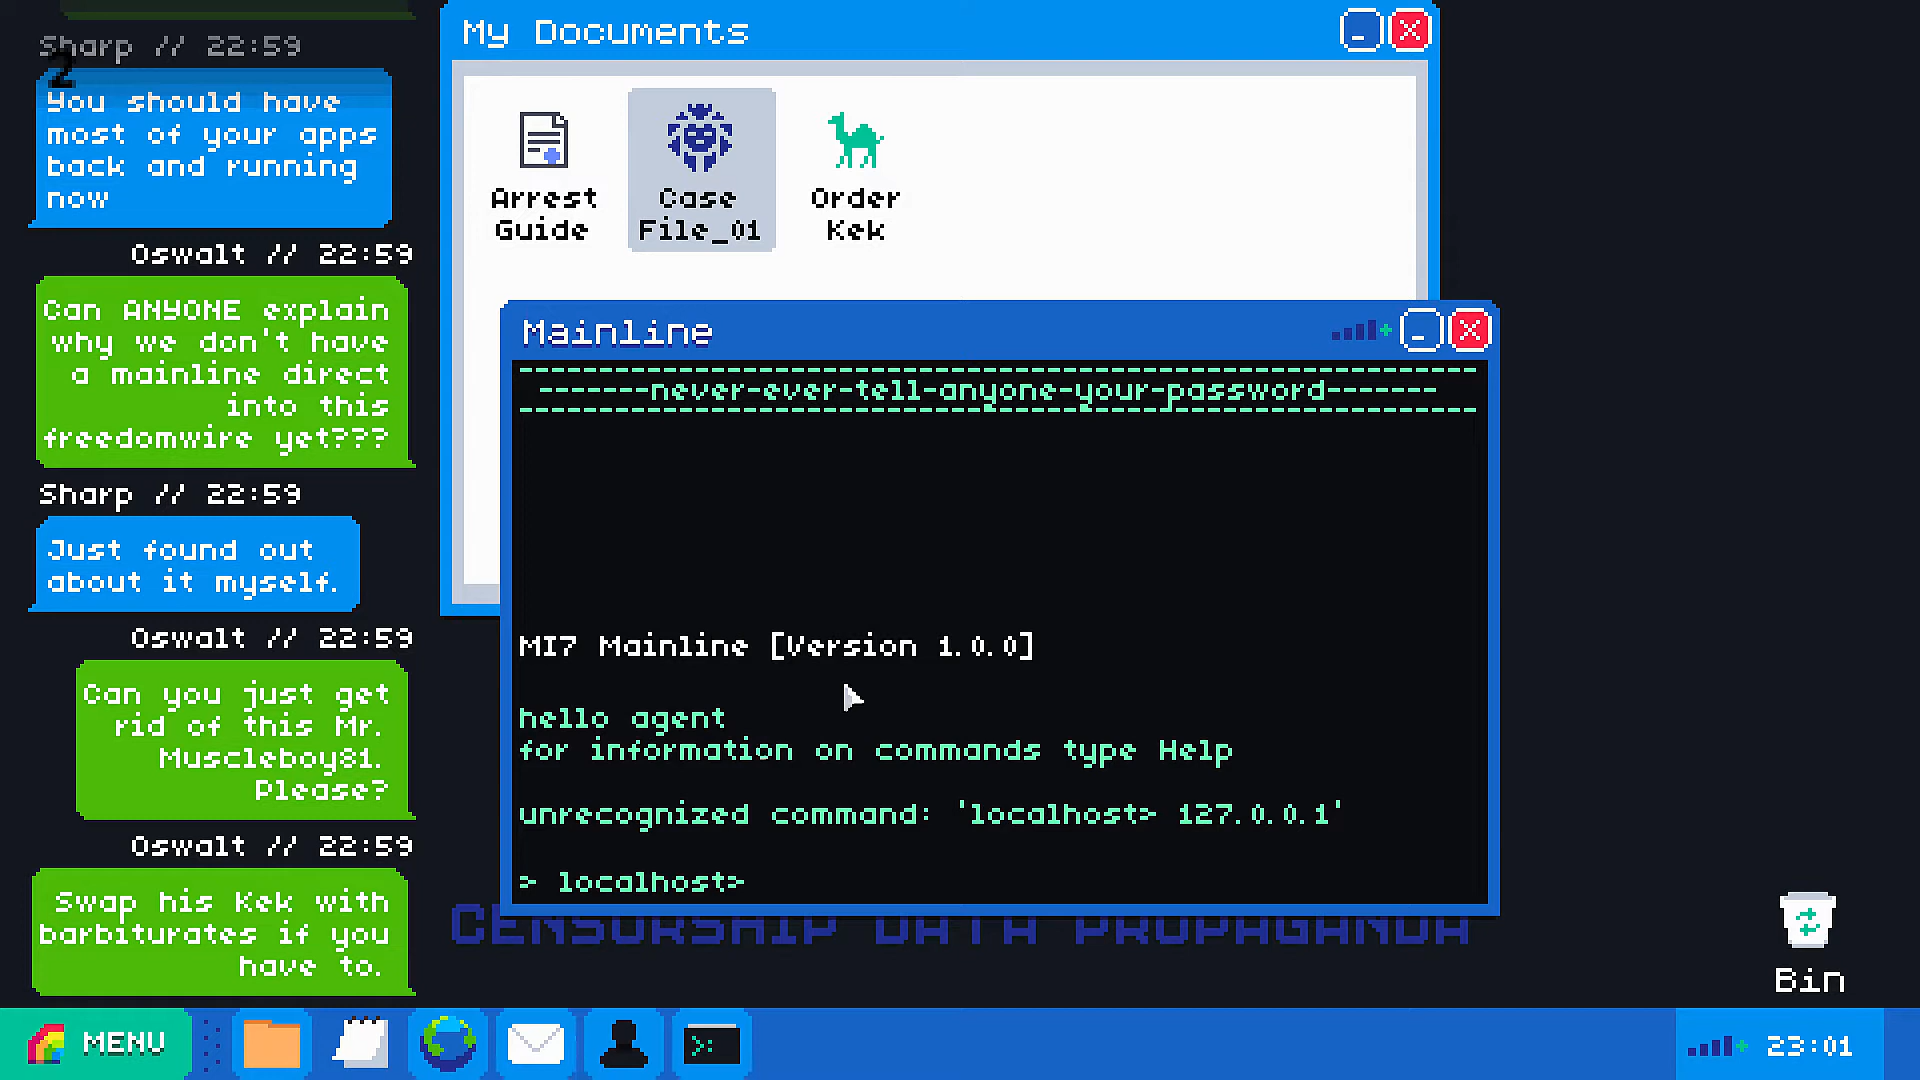 Sharp // 22:59
2
You should have
most of your apps
back and running
now
Oswalt // 22:59
Can ANYONE explain
why we don't have
a mainline direct
into this
freedomwire yet???
Sharp // 22:59
Just found out
about it myself.
Oswalt // 22:59
Can you just get
rid of this Mr.
Muscleboy81.
Please?
Oswalt // 22:59
Swap his Kek with
barbiturates if you
have to.
My Documents
Arrest
Guide
Case
File_01
Order
Kek
Mainline
-------never-ever-tell-anyone-your-password-------
MI7 Mainline [Version 1.0.0]
hello agent
for information on commands type Help
unrecognized command: 'localhost> 127.0.0.1'
> localhost>
CENSORSHIP DATA PROPAGANDA
Bin
MENU
23:01